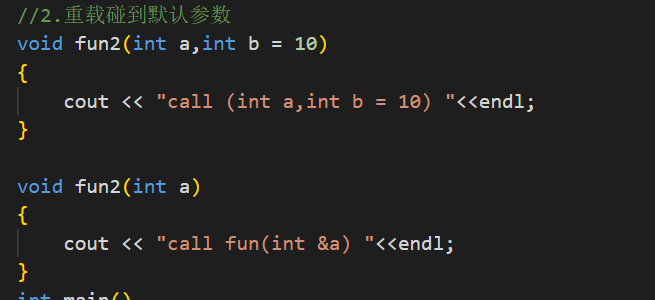 //2.重载碰到默认参数
void fun2(int a,int b = 10)
{
    cout << "call (int a,int b = 10) "<<endl;
}
void fun2(int a)
{
    cout << "call fun(int &a) "<<endl;
}
int main()